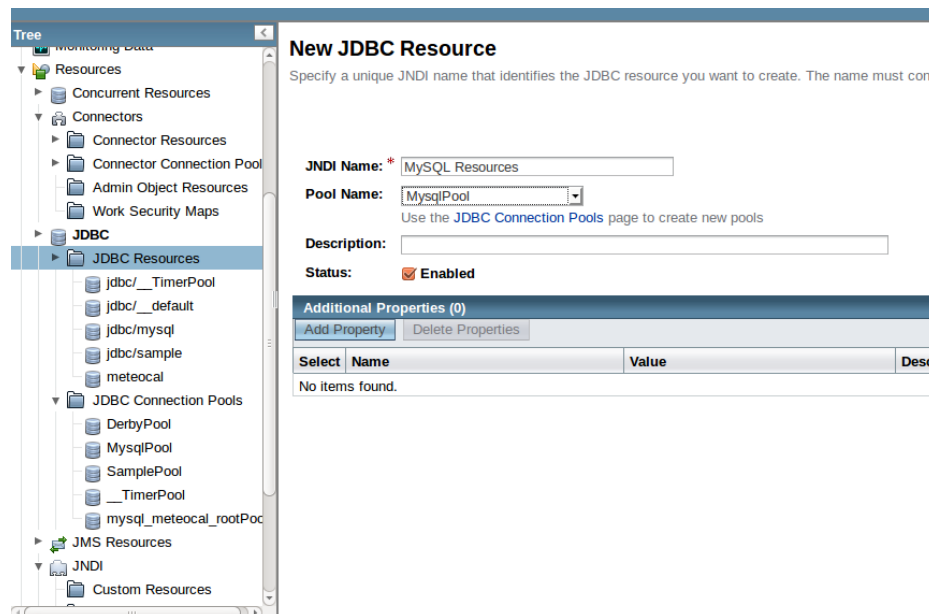 Tree
Monitoring Data
Resources
Concurrent Resources
Connectors
Connector Resources
Connector Connection Pool
Admin Object Resources
Work Security Maps
JDBC
JDBC Resources
jdbc/__TimerPool
jdbc/__default
jdbc/mysql
jdbc/sample
meteocal
JDBC Connection Pools
DerbyPool
MysqlPool
SamplePool
__TimerPool
mysql_meteocal_rootPoo
JMS Resources
JNDI
Custom Resources
New JDBC Resource
Specify a unique JNDI name that identifies the JDBC resource you want to create. The name must con
JNDI Name: * MySQL Resources
Pool Name: MysqlPool
Use the JDBC Connection Pools page to create new pools
Description:
Status: Enabled
Additional Properties (0)
Add Property Delete Properties
Select Name Value Desc
No items found.